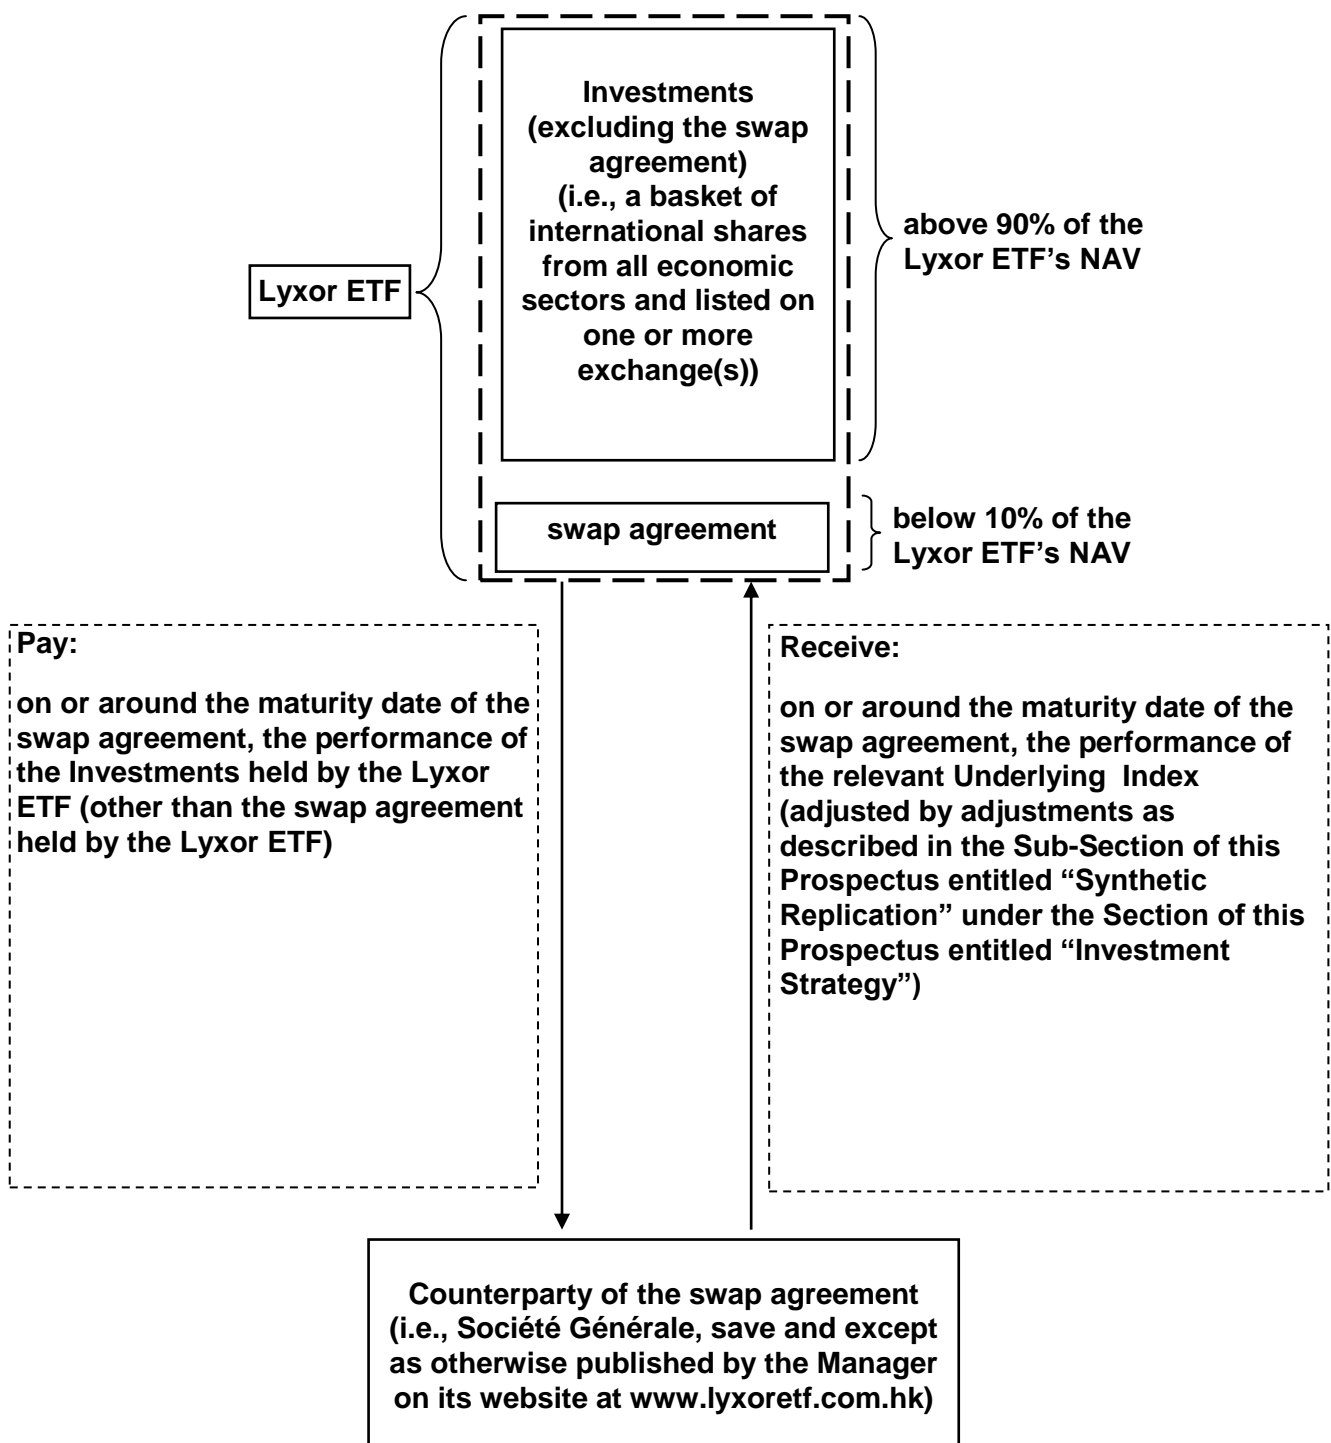 Investments
(excluding the swap
agreement)
(i.e., a basket of
international shares
from all economic
sectors and listed on
one or more
exchange(s))
above 90% of the
Lyxor ETF’s NAV
Lyxor ETF
swap agreement
below 10% of the
Lyxor ETF’s NAV
Pay:
on or around the maturity date of the
swap agreement, the performance of
the Investments held by the Lyxor
ETF (other than the swap agreement
held by the Lyxor ETF)
Receive:
on or around the maturity date of the
swap agreement, the performance of
the relevant Underlying Index
(adjusted by adjustments as
described in the Sub-Section of this
Prospectus entitled “Synthetic
Replication” under the Section of this
Prospectus entitled “Investment
Strategy”)
Counterparty of the swap agreement
(i.e., Société Générale, save and except
as otherwise published by the Manager
on its website at www.lyxoretf.com.hk)